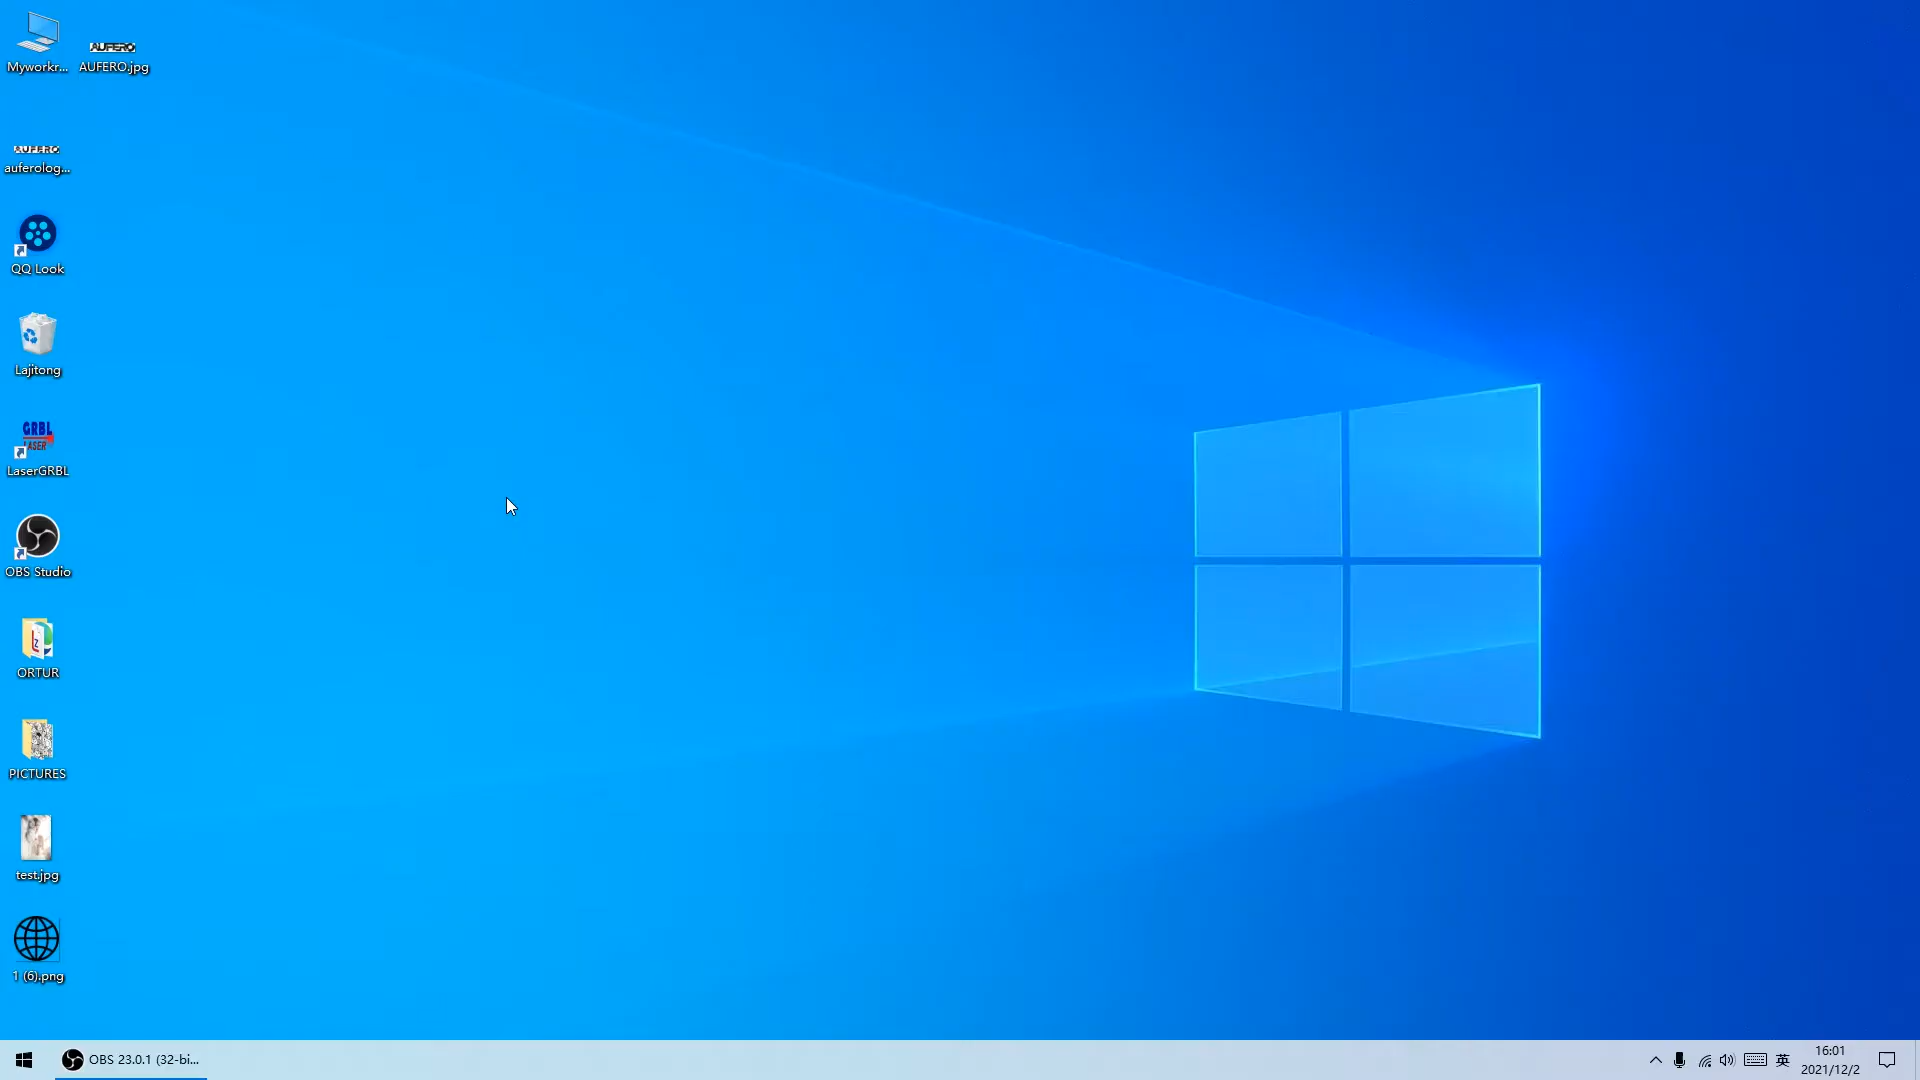 Myworkr...
AUFERO
AUFERO.jpg
AUFERO
auferolog...
QQ Look
Lajitong
GRBL
LASER
LaserGRBL
OBS Studio
ORTUR
PICTURES
test.jpg
1 (6).png
OBS 23.0.1 (32-bi...
英
16:01
2021/12/2